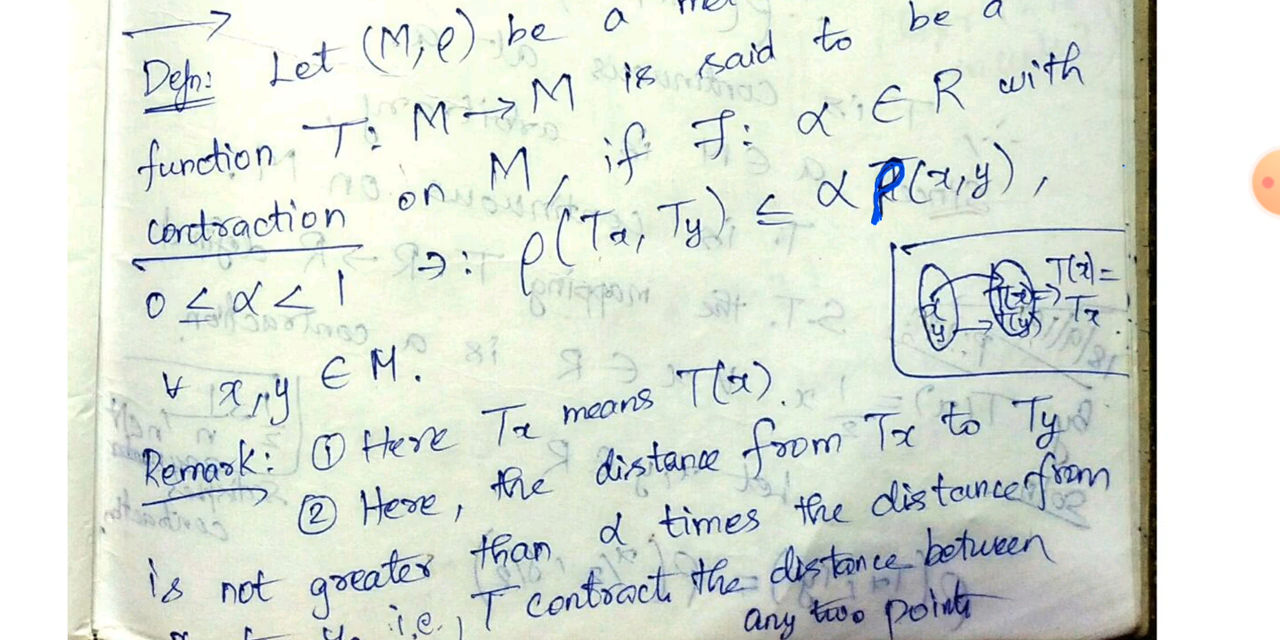 Defn: Let (M, ρ) be a
function T: M → M is said to be a
contraction on M, if ∃: α ∈ R with
0 ≤ α < 1 ∋: ρ(Tx, Ty) ≤ α ρ(x,y),
∀ x, y ∈ M.
T(x) =
Tx
x T(x)
y T(y)
Remark: ① Here Tx means T(x).
② Here, the distance from Tx to Ty
is not greater than α times the distance from
i.e., T contract the distance between
any two points